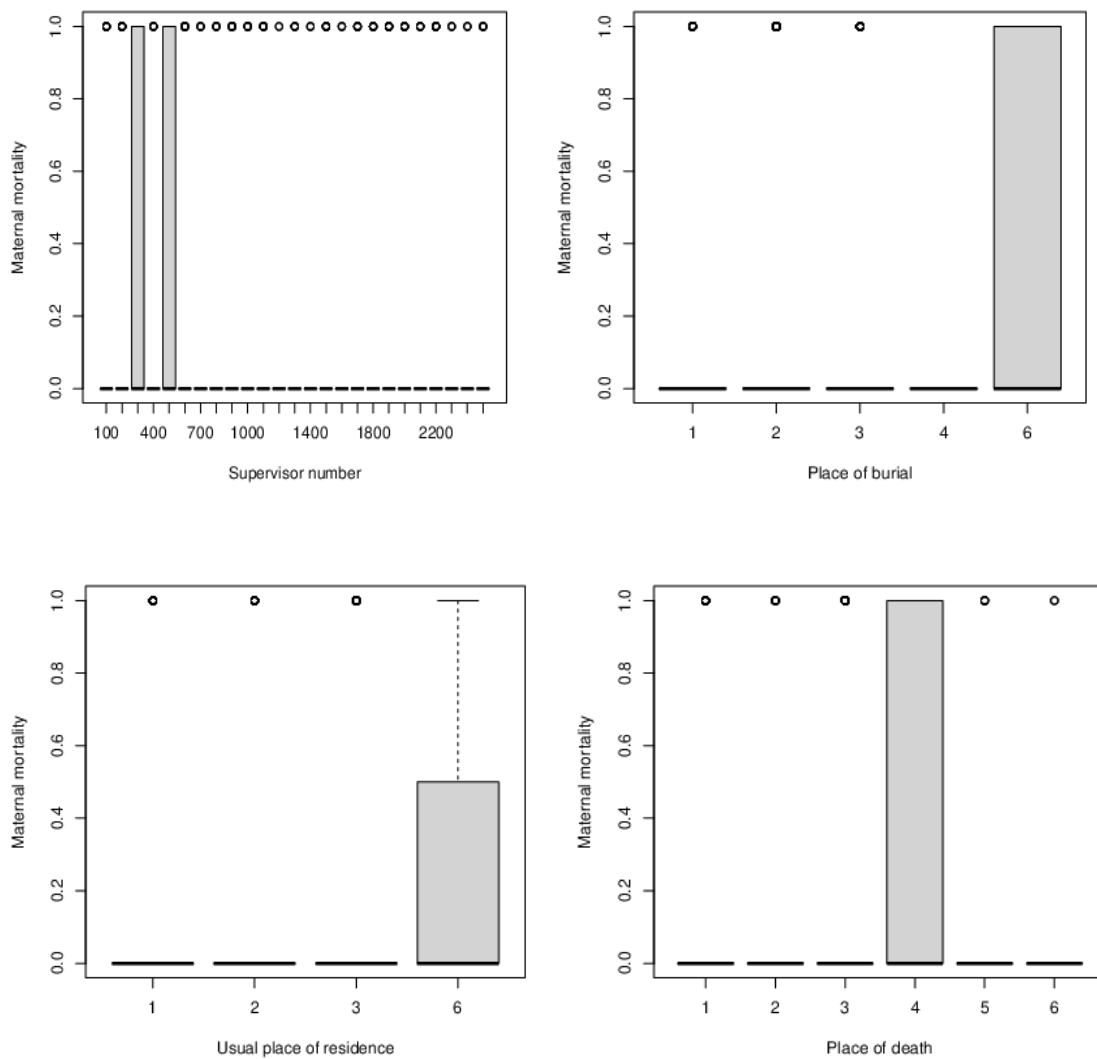 Maternal mortality
0.0 0.2 0.4 0.6 0.8 1.0
100 400 700 1000 1400 1800 2200
Supervisor number
Maternal mortality
0.0 0.2 0.4 0.6 0.8 1.0
1 2 3 4 6
Place of burial
Maternal mortality
0.0 0.2 0.4 0.6 0.8 1.0
1 2 3 6
Usual place of residence
Maternal mortality
0.0 0.2 0.4 0.6 0.8 1.0
1 2 3 4 5 6
Place of death